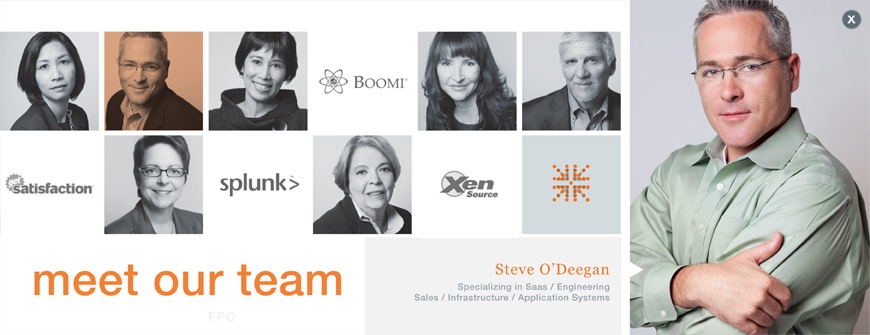 X
BOOMI
get satisfaction
splunk>
Xen
Source
meet our team
FPO
Steve O'Deegan
Specializing in Saas / Engineering
Sales / Infrastructure / Application Systems